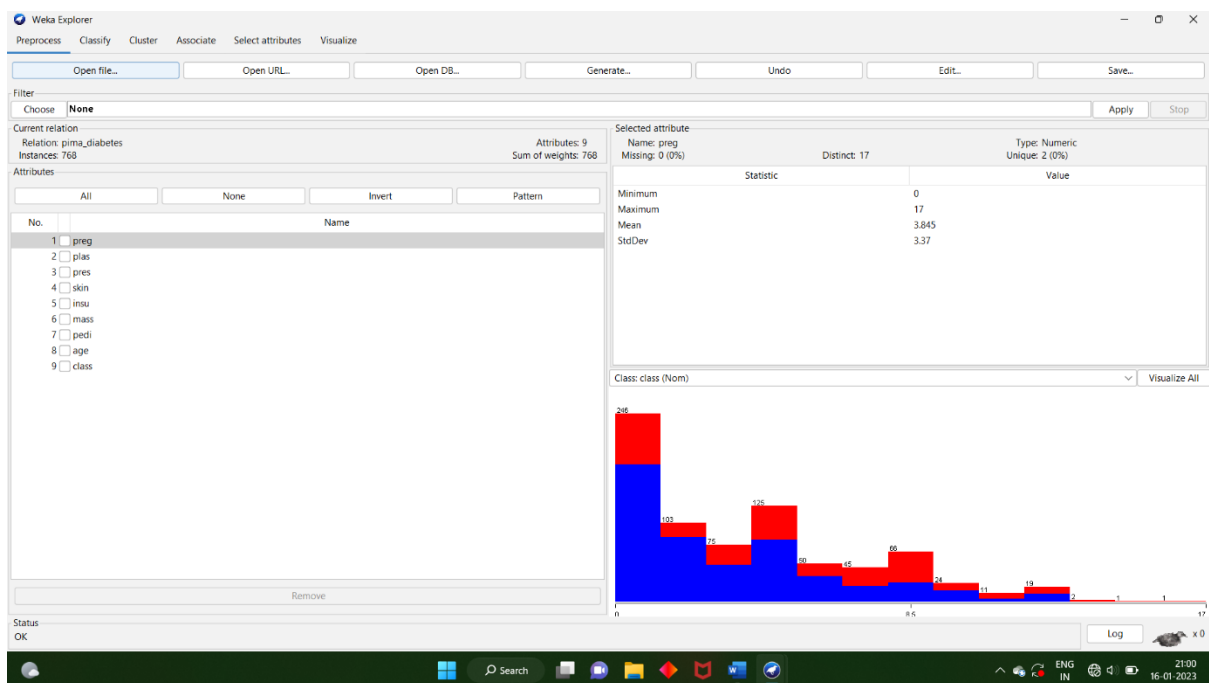 Weka Explorer
Preprocess Classify Cluster Associate Select attributes Visualize
Open file... Open URL... Open DB... Generate... Undo Edit... Save...
Filter
Choose None Apply Stop
Current relation
Relation: pima_diabetes Attributes: 9
Instances: 768 Sum of weights: 768
Attributes
All None Invert Pattern
No. Name
1 preg
2 plas
3 pres
4 skin
5 insu
6 mass
7 pedi
8 age
9 class
Remove
Selected attribute
Name: preg Type: Numeric
Missing: 0 (0%) Distinct: 17 Unique: 2 (0%)
Statistic Value
Minimum 0
Maximum 17
Mean 3.845
StdDev 3.37
Class: class (Nom) Visualize All
246
103
75
125
50
45
66
24
11
19
2
1
1
0 8.5 17
Status
OK Log x 0
Search
ENG
IN
21:00
16-01-2023